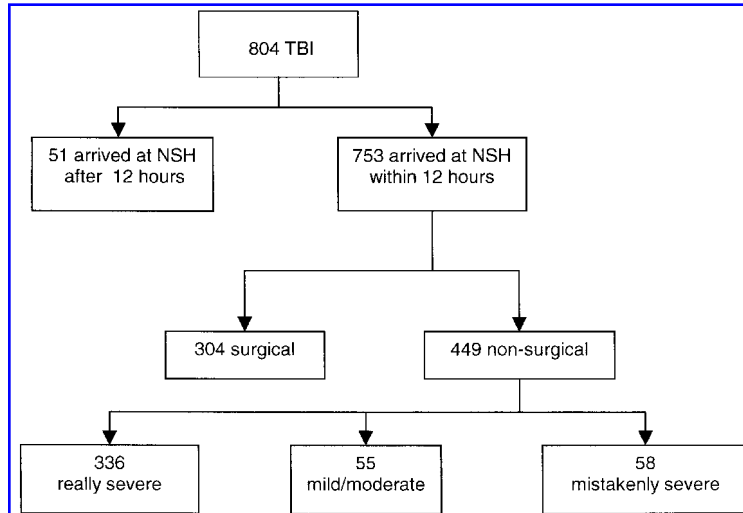 804 TBI
51 arrived at NSH
after 12 hours
753 arrived at NSH
within 12 hours
304 surgical
449 non-surgical
336
really severe
55
mild/moderate
58
mistakenly severe